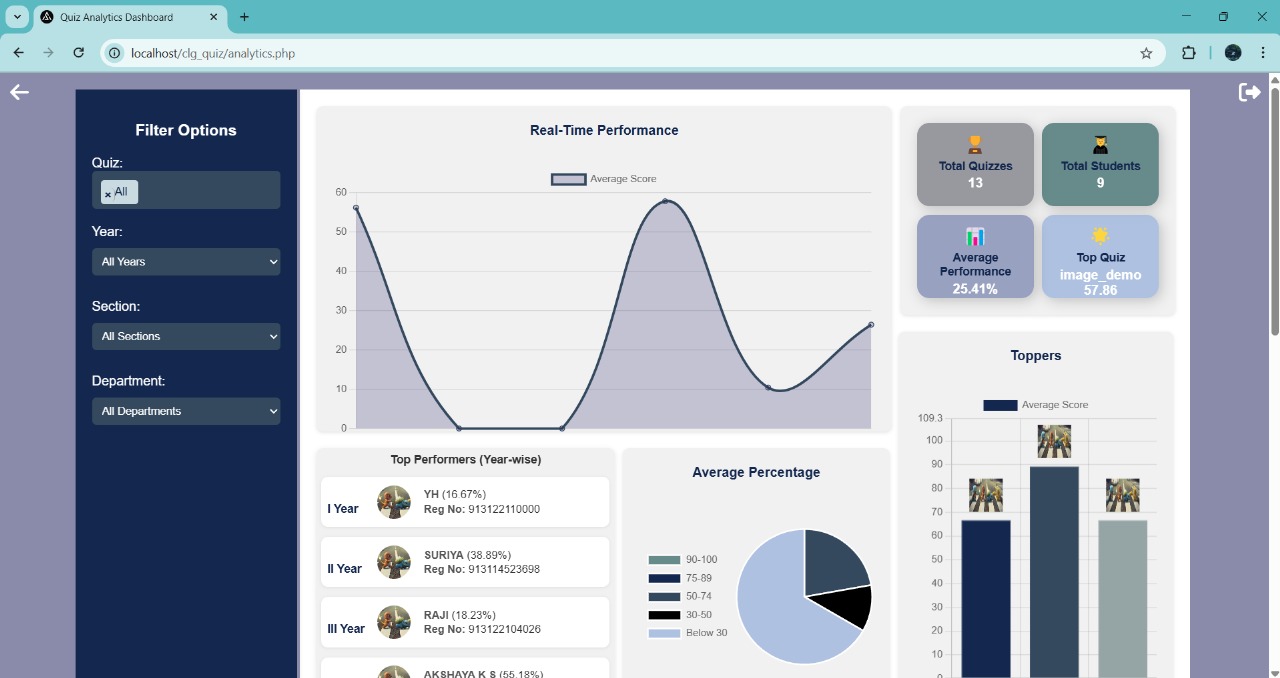 Quiz Analytics Dashboard
localhost/clg_quiz/analytics.php
Filter Options
Quiz:
× All
Year:
All Years
Section:
All Sections
Department:
All Departments
Real-Time Performance
Average Score
60
50
40
30
20
10
0
Total Quizzes
13
Total Students
9
Average
Performance
25.41%
Top Quiz
image_demo
57.86
Top Performers (Year-wise)
I Year
YH (16.67%)
Reg No: 913122110000
II Year
SURIYA (38.89%)
Reg No: 913114523698
III Year
RAJI (18.23%)
Reg No: 913122104026
AKSHAYA K S (55.18%)
Average Percentage
90-100
75-89
50-74
30-50
Below 30
Toppers
Average Score
109.3
100
90
80
70
60
50
40
30
20
10
0